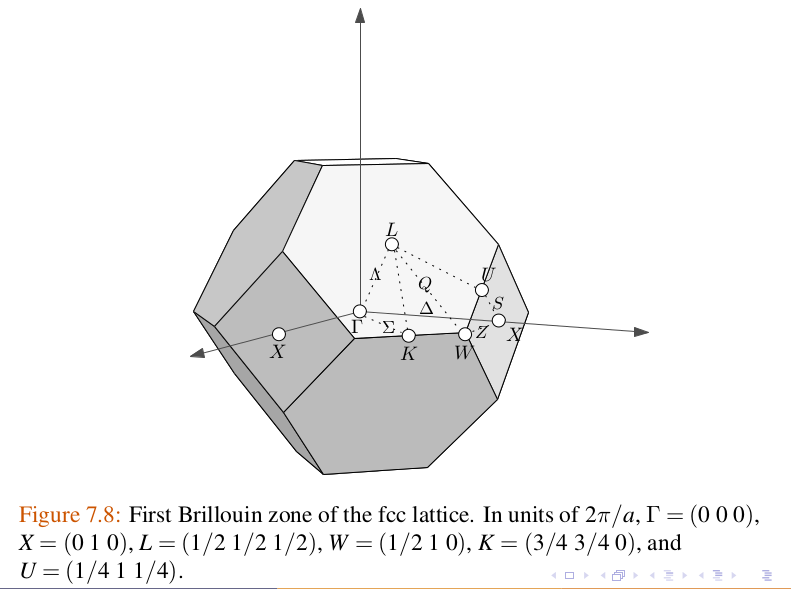 L
Λ
Q
U
Δ
S
Γ
Σ
Z
X
X
K
W
Figure 7.8: First Brillouin zone of the fcc lattice. In units of 2π/a, Γ = (0 0 0),
X = (0 1 0), L = (1/2 1/2 1/2), W = (1/2 1 0), K = (3/4 3/4 0), and
U = (1/4 1 1/4).